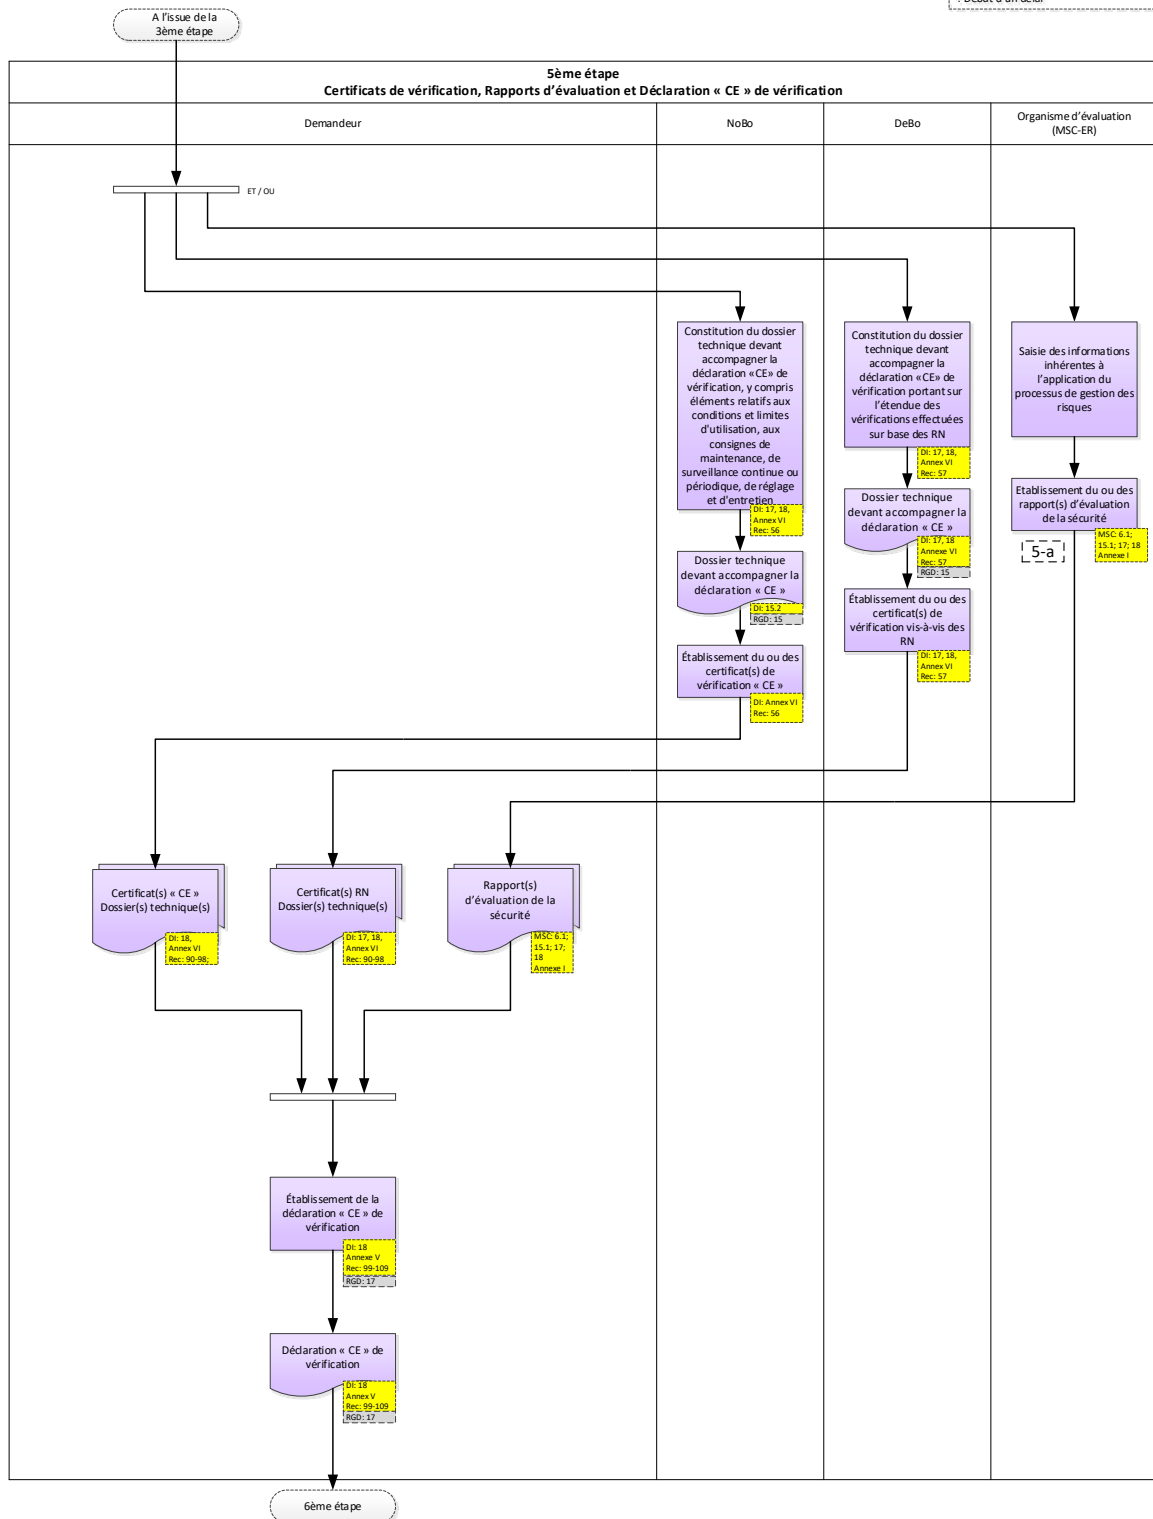 : Début d'un délai
A l'issue de la
3ème étape
5ème étape
Certificats de vérification, Rapports d'évaluation et Déclaration « CE » de vérification
Demandeur
NoBo
DeBo
Organisme d'évaluation
(MSC-ER)
ET / OU
Constitution du dossier
technique devant
accompagner la
déclaration «CE» de
vérification, y compris
éléments relatifs aux
conditions et limites
d'utilisation, aux
consignes de
maintenance, de
surveillance continue ou
périodique, de réglage
et d'entretien
DI: 17, 18,
Annex VI
Rec: 56
Dossier technique
devant accompagner la
déclaration « CE »
DI: 15.2
RGD: 15
Établissement du ou des
certificat(s) de
vérification « CE »
DI: Annex VI
Rec: 56
Constitution du dossier
technique devant
accompagner la
déclaration «CE» de
vérification portant sur
l'étendue des
vérifications effectuées
sur base des RN
DI: 17, 18,
Annex VI
Rec: 57
Dossier technique
devant accompagner la
déclaration « CE »
DI: 17, 18
Annexe VI
Rec: 57
RGD: 15
Établissement du ou des
certificat(s) de
vérification vis-à-vis des
RN
DI: 17, 18,
Annex VI
Rec: 57
Saisie des informations
inhérentes à
l'application du
processus de gestion des
risques
Etablissement du ou des
rapport(s) d'évaluation
de la sécurité
MSC: 6.1;
15.1; 17; 18
Annexe I
5-a
Certificat(s) « CE »
Dossier(s) technique(s)
DI: 18,
Annex VI
Rec: 90-98;
Certificat(s) RN
Dossier(s) technique(s)
DI: 17, 18,
Annex VI
Rec: 90-98
Rapport(s)
d'évaluation de la
sécurité
MSC: 6.1;
15.1; 17;
18
Annexe I
Établissement de la
déclaration « CE » de
vérification
DI: 18
Annexe V
Rec: 99-109
RGD: 17
Déclaration « CE » de
vérification
DI: 18
Annex V
Rec: 99-109
RGD: 17
6ème étape